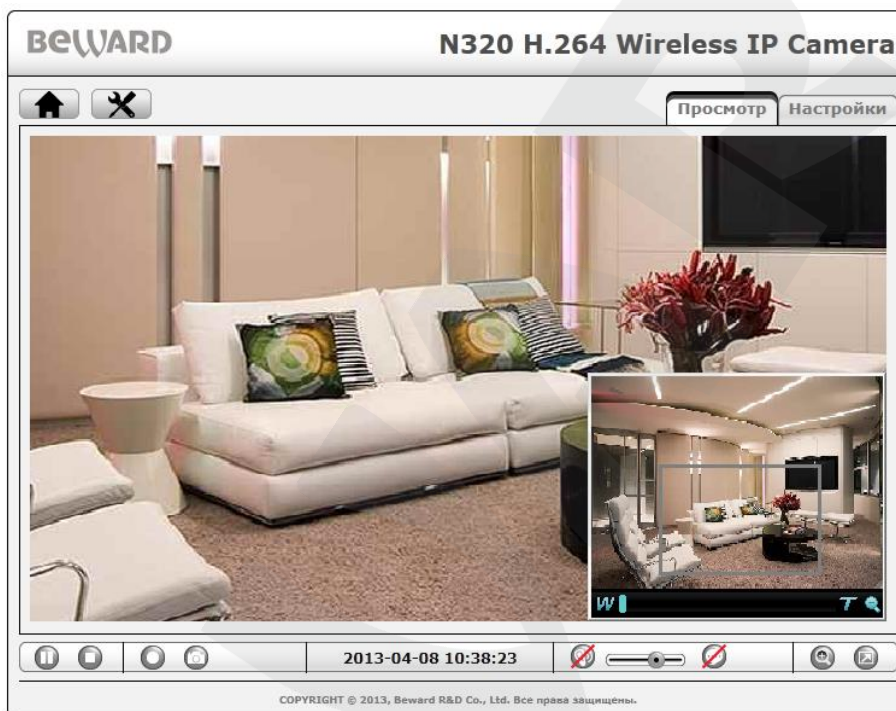 BEWARD
N320 H.264 Wireless IP Camera
Просмотр Настройки
W T
2013-04-08 10:38:23
COPYRIGHT © 2013, Beward R&D Co., Ltd. Все права защищены.